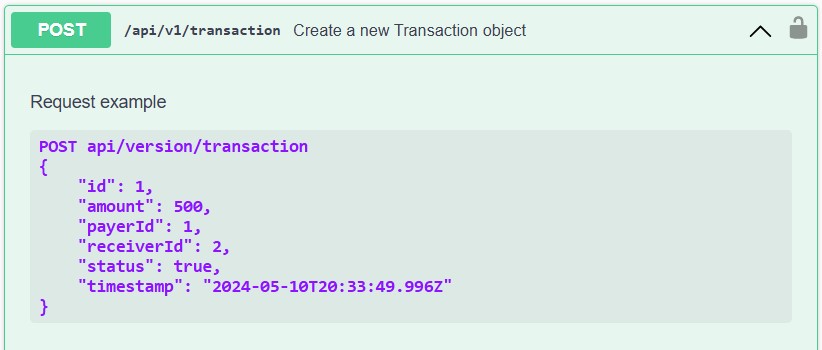 POST /api/v1/transaction Create a new Transaction object
Request example
POST api/version/transaction
{
    "id": 1,
    "amount": 500,
    "payerId": 1,
    "receiverId": 2,
    "status": true,
    "timestamp": "2024-05-10T20:33:49.996Z"
}